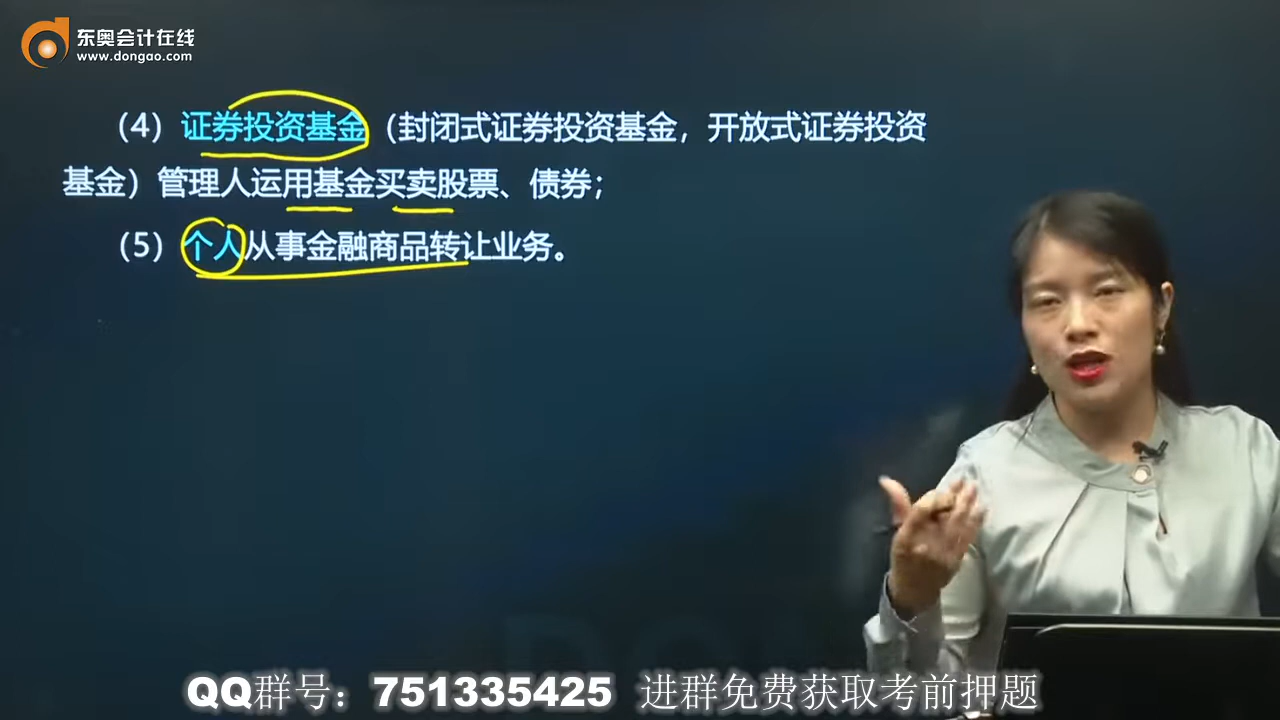 东奥会计在线
www.dongao.com
（4）证券投资基金（封闭式证券投资基金，开放式证券投资
基金）管理人运用基金买卖股票、债券；
（5）个人从事金融商品转让业务。
QQ群号：751335425 进群免费获取考前押题